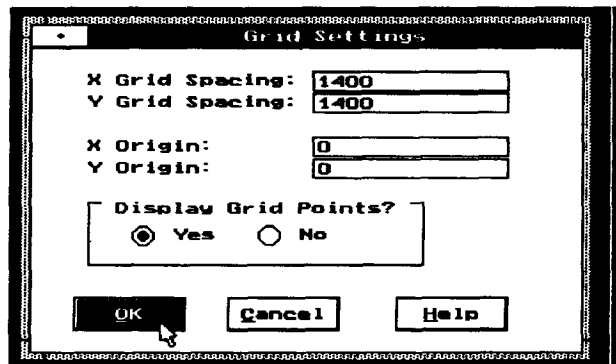 Grid Settings
X Grid Spacing: 1400
Y Grid Spacing: 1400
X Origin: 0
Y Origin: 0
Display Grid Points?
Yes No
OK Cancel Help